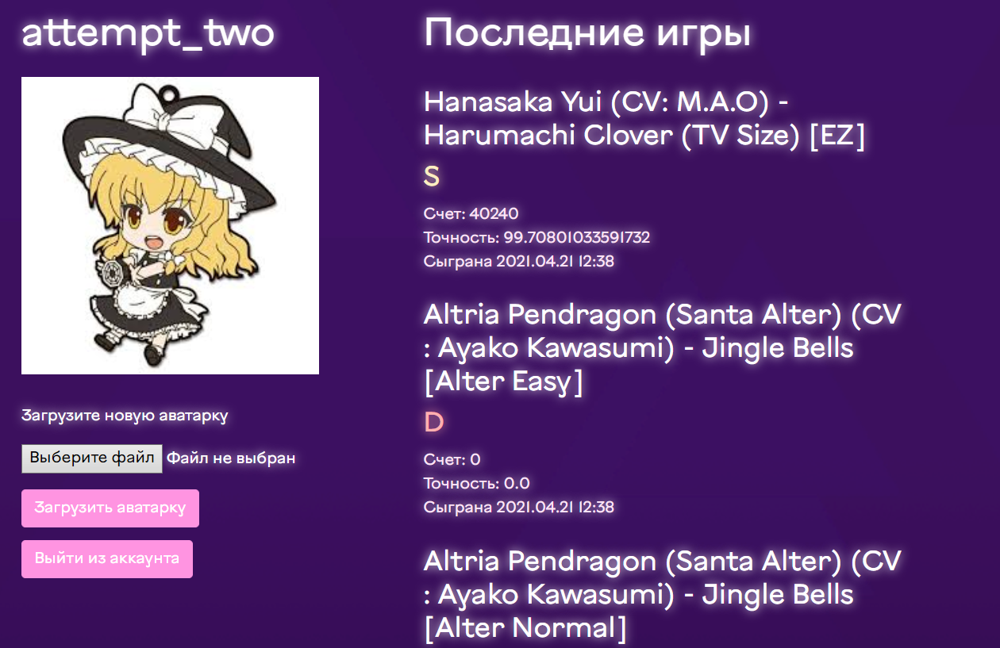 attempt_two
Загрузите новую аватарку
Выберите файл Файл не выбран
Загрузить аватарку
Выйти из аккаунта
Последние игры
Hanasaka Yui (CV: M.A.O) -
Harumachi Clover (TV Size) [EZ]
S
Счет: 40240
Точность: 99.70801033591732
Сыграна 2021.04.21 12:38
Altria Pendragon (Santa Alter) (CV
: Ayako Kawasumi) - Jingle Bells
[Alter Easy]
D
Счет: 0
Точность: 0.0
Сыграна 2021.04.21 12:38
Altria Pendragon (Santa Alter) (CV
: Ayako Kawasumi) - Jingle Bells
[Alter Normal]